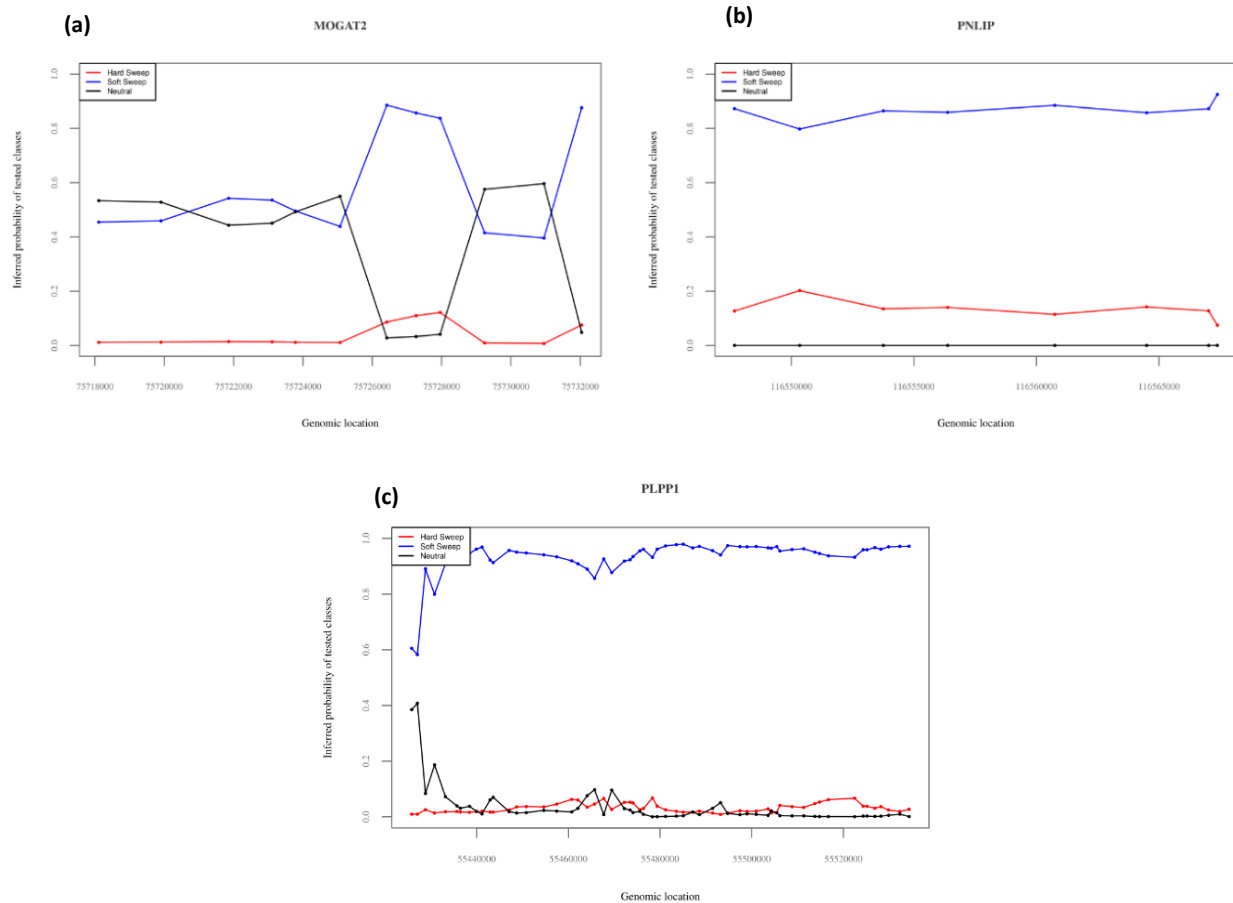 (a)
MOGAT2
Hard Sweep
Soft Sweep
Neutral
Inferred probability of tested classes
1.0
0.8
0.6
0.4
0.2
0.0
75718000 75720000 75722000 75724000 75726000 75728000 75730000 75732000
Genomic location
(b)
PNLIP
Hard Sweep
Soft Sweep
Neutral
Inferred probability of tested classes
1.0
0.8
0.6
0.4
0.2
0.0
116550000 116555000 116560000 116565000
Genomic location
(c)
PLPP1
Hard Sweep
Soft Sweep
Neutral
Inferred probability of tested classes
1.0
0.8
0.6
0.4
0.2
0.0
55440000 55460000 55480000 55500000 55520000
Genomic location